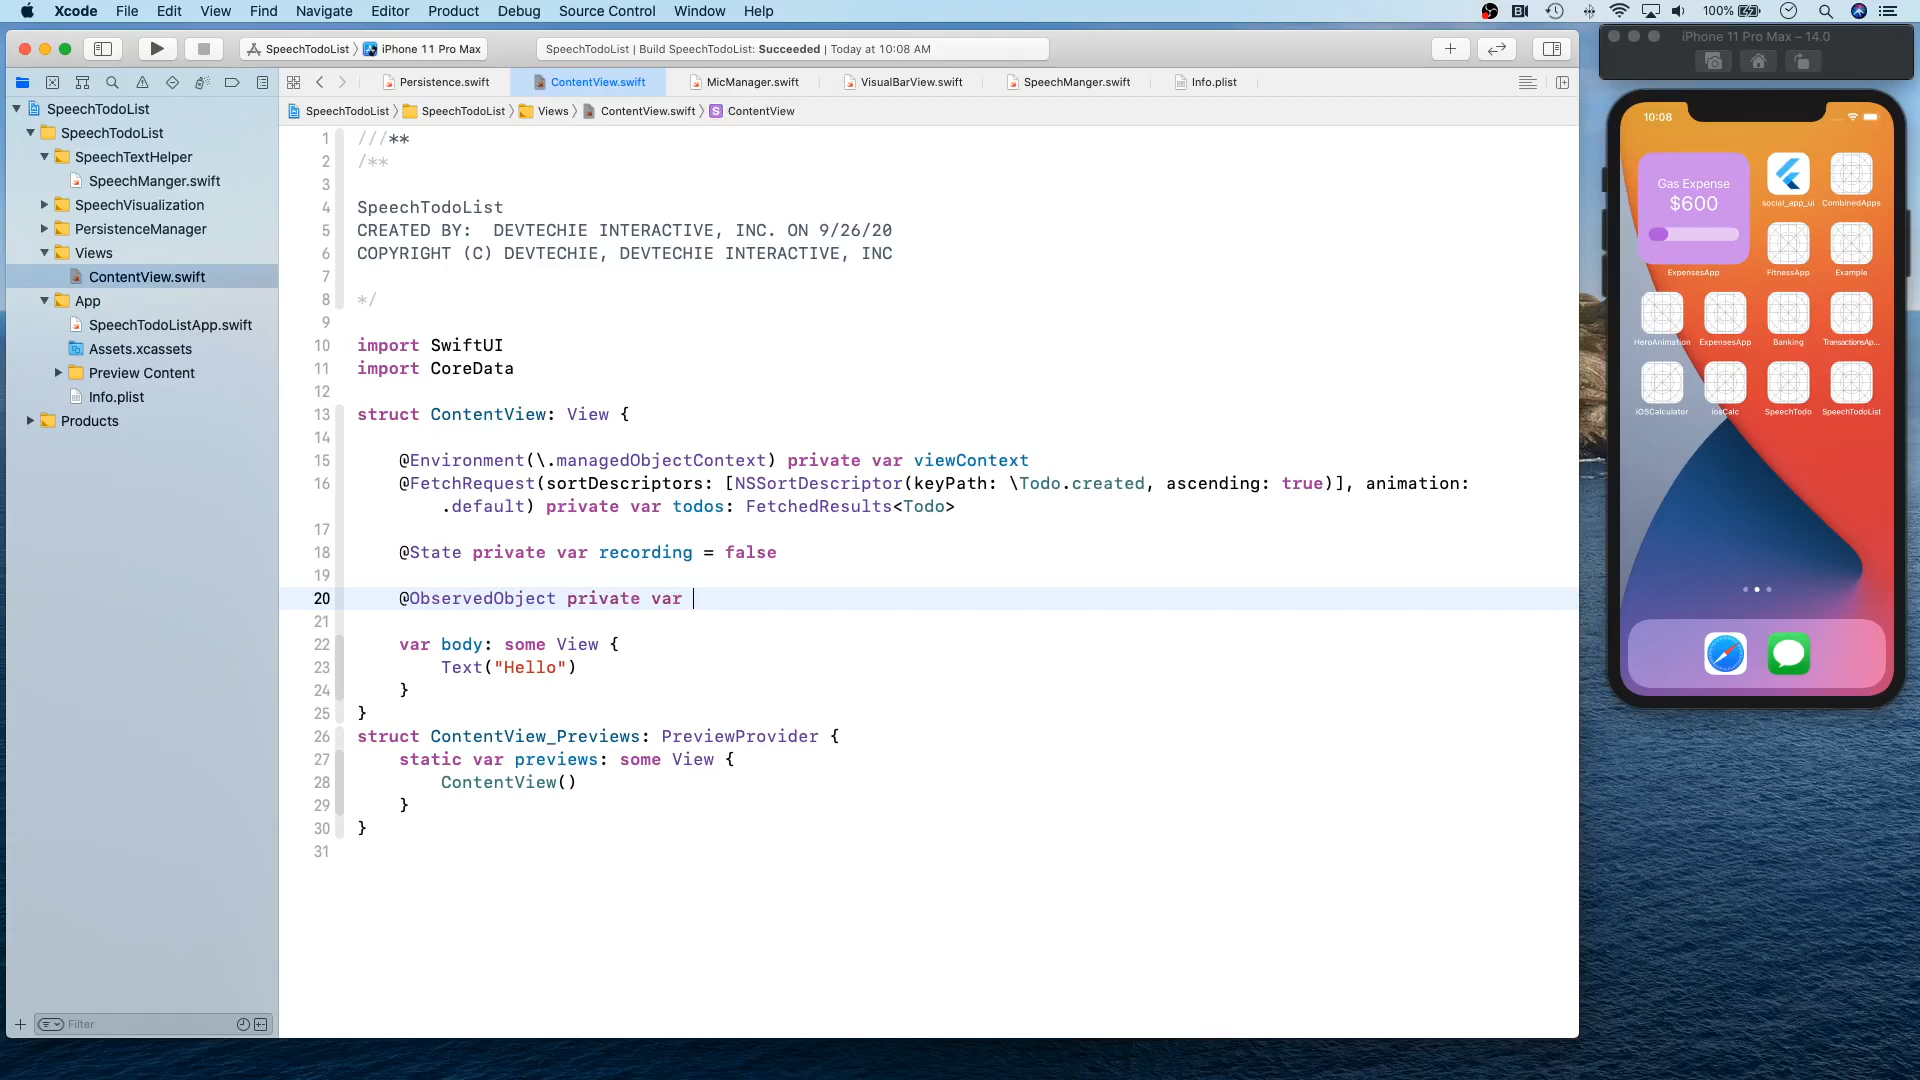 Xcode File Edit View Find Navigate Editor Product Debug Source Control Window Help 100%
SpeechTodoList iPhone 11 Pro Max SpeechTodoList | Build SpeechTodoList: Succeeded | Today at 10:08 AM
Persistence.swift ContentView.swift MicManager.swift VisualBarView.swift SpeechManger.swift Info.plist
SpeechTodoList SpeechTodoList Views ContentView.swift S ContentView
SpeechTodoList
SpeechTodoList
SpeechTextHelper
SpeechManger.swift
SpeechVisualization
PersistenceManager
Views
ContentView.swift
App
SpeechTodoListApp.swift
Assets.xcassets
Preview Content
Info.plist
Products
Filter
1 ///**
2 /**
3
4 SpeechTodoList
5 CREATED BY:  DEVTECHIE INTERACTIVE, INC. ON 9/26/20
6 COPYRIGHT (C) DEVTECHIE, DEVTECHIE INTERACTIVE, INC
7
8 */
9
10 import SwiftUI
11 import CoreData
12
13 struct ContentView: View {
14
15 @Environment(\.managedObjectContext) private var viewContext
16 @FetchRequest(sortDescriptors: [NSSortDescriptor(keyPath: \Todo.created, ascending: true)], animation:
.default) private var todos: FetchedResults<Todo>
17
18 @State private var recording = false
19
20 @ObservedObject private var
21
22 var body: some View {
23 Text("Hello")
24 }
25 }
26 struct ContentView_Previews: PreviewProvider {
27 static var previews: some View {
28 ContentView()
29 }
30 }
31
iPhone 11 Pro Max – 14.0
10:08
Gas Expense
$600
ExpensesApp
social_app_ui CombinedApps
FitnessApp Example
HeroAnimation ExpensesApp Banking TransactionsAp...
iOSCalculator iosCalc SpeechTodo SpeechTodoList